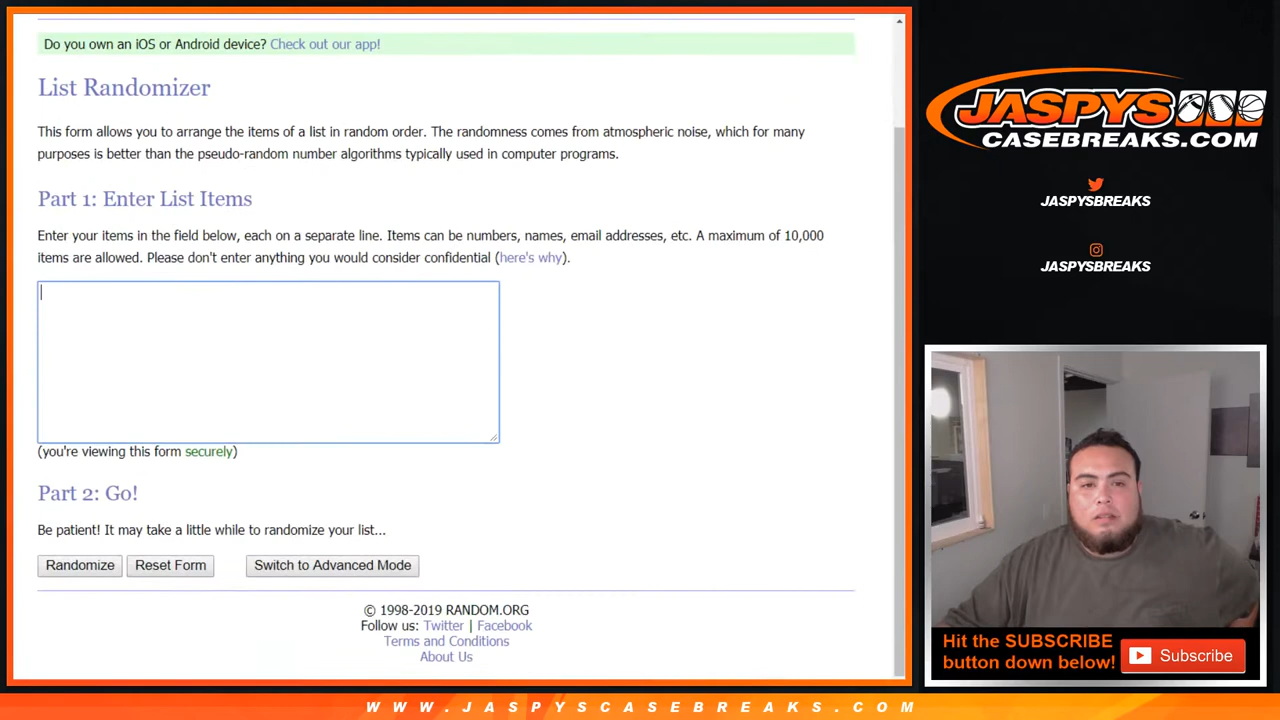 Do you own an iOS or Android device? Check out our app!
List Randomizer
This form allows you to arrange the items of a list in random order. The randomness comes from atmospheric noise, which for many
purposes is better than the pseudo-random number algorithms typically used in computer programs.
Part 1: Enter List Items
Enter your items in the field below, each on a separate line. Items can be numbers, names, email addresses, etc. A maximum of 10,000
items are allowed. Please don't enter anything you would consider confidential (here's why).
(you're viewing this form securely)
Part 2: Go!
Be patient! It may take a little while to randomize your list...
Randomize Reset Form Switch to Advanced Mode
© 1998-2019 RANDOM.ORG
Follow us: Twitter | Facebook
Terms and Conditions
About Us
JASPYS
CASEBREAKS.COM
JASPYSBREAKS
JASPYSBREAKS
Hit the SUBSCRIBE
button down below!
Subscribe
WWW.JASPYSCASEBREAKS.COM